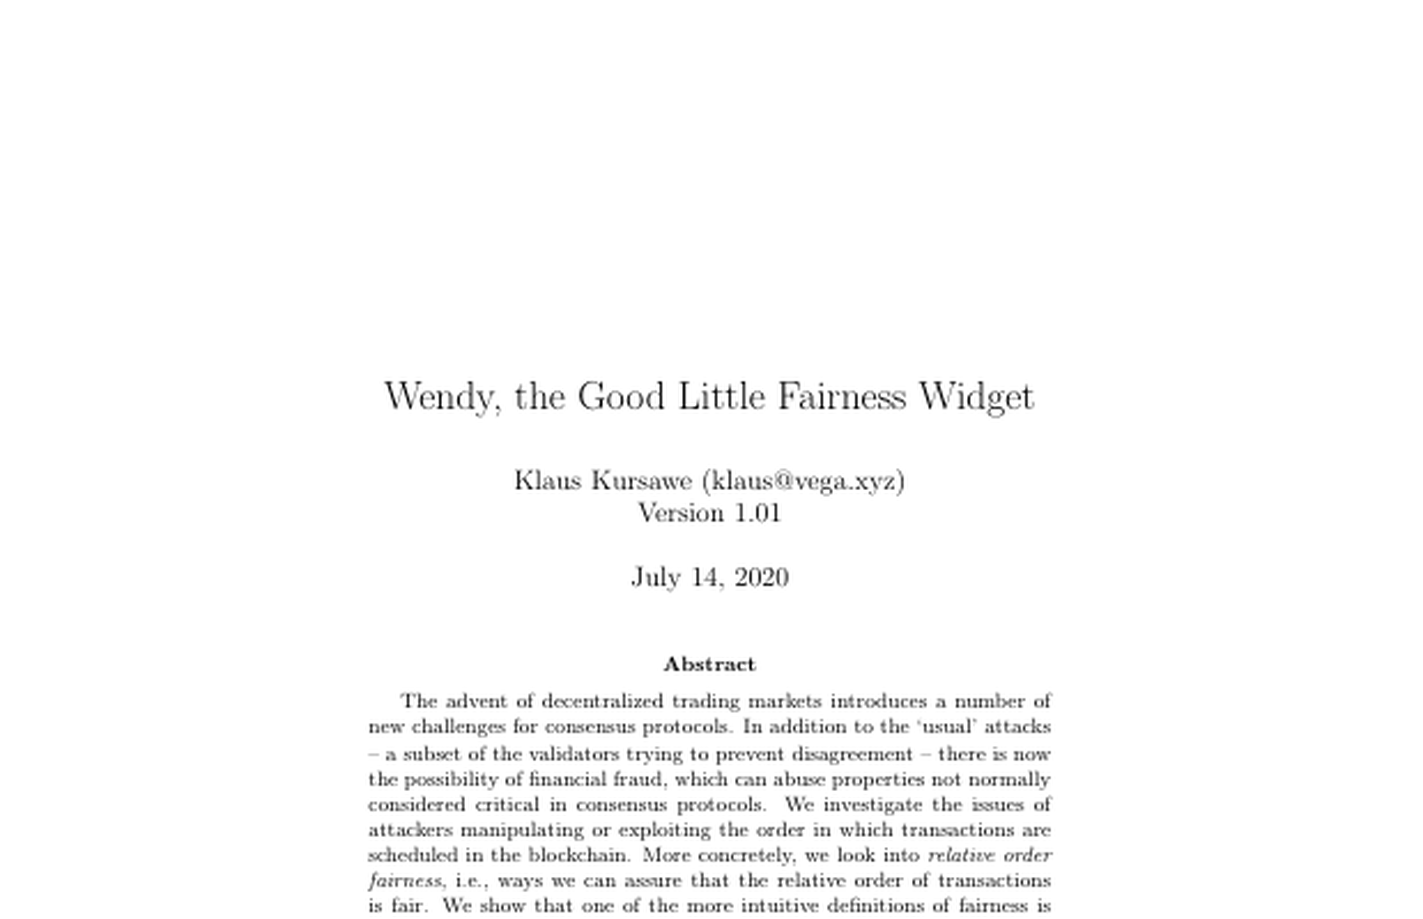 Wendy, the Good Little Fairness Widget
Klaus Kursawe (klaus@vega.xyz)
Version 1.01
July 14, 2020
Abstract
The advent of decentralized trading markets introduces a number of
new challenges for consensus protocols. In addition to the ‘usual’ attacks
– a subset of the validators trying to prevent disagreement – there is now
the possibility of financial fraud, which can abuse properties not normally
considered critical in consensus protocols. We investigate the issues of
attackers manipulating or exploiting the order in which transactions are
scheduled in the blockchain. More concretely, we look into relative order
fairness, i.e., ways we can assure that the relative order of transactions
is fair. We show that one of the more intuitive definitions of fairness is